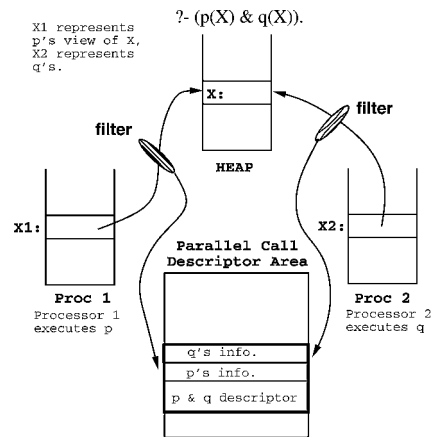 ?- (p(X) & q(X)).
X1 represents
p's view of X,
X2 represents
q's.
X:
filter
filter
HEAP
X1:
X2:
Parallel Call
Descriptor Area
Proc 1
Processor 1
executes p
Proc 2
Processor 2
executes q
q's info.
p's info.
p & q descriptor